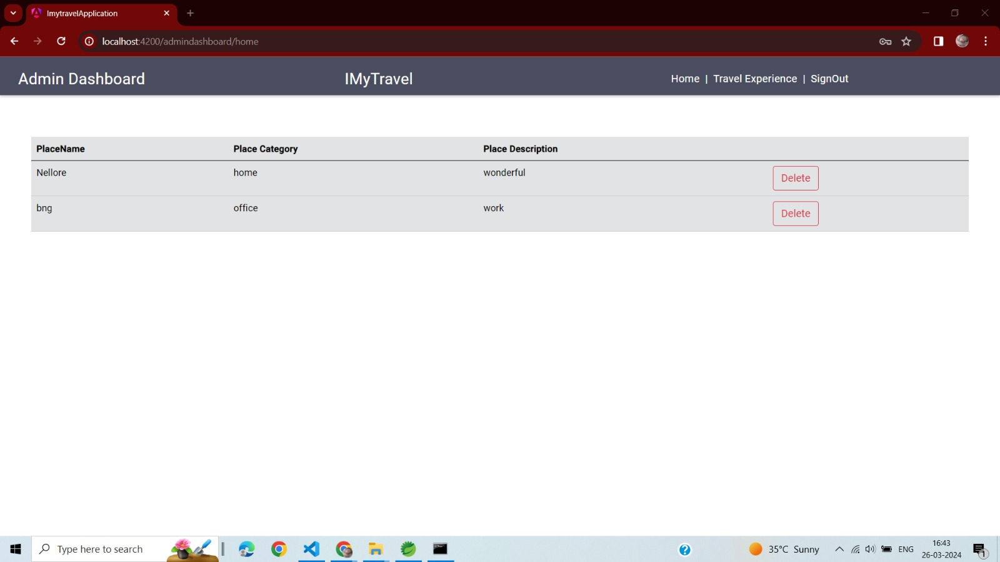 ImytravelApplication
localhost:4200/admindashboard/home
Admin Dashboard IMyTravel Home | Travel Experience | SignOut
PlaceName Place Category Place Description
Nellore home wonderful Delete
bng office work Delete
Type here to search
35°C Sunny ENG 16:43
26-03-2024
1